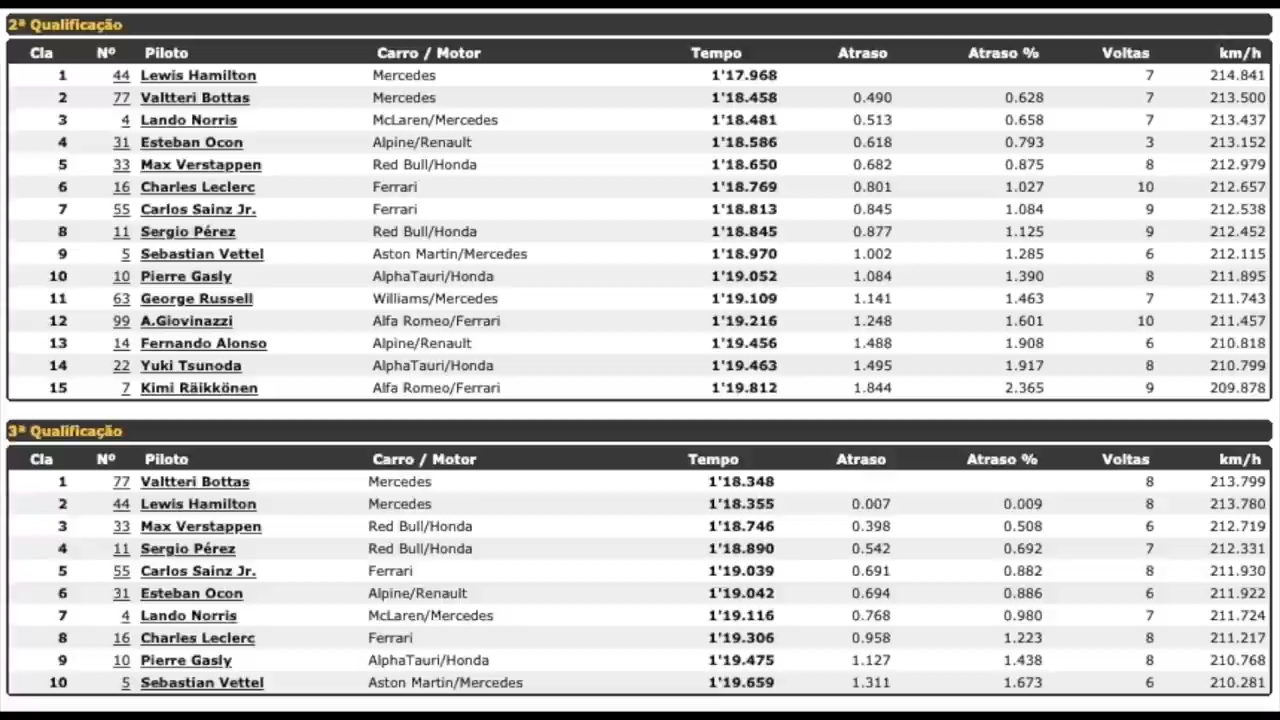 2ª Qualificação
Cla Nº Piloto Carro / Motor Tempo Atraso Atraso % Voltas km/h
1 44 Lewis Hamilton Mercedes 1'17.968 7 214.841
2 77 Valtteri Bottas Mercedes 1'18.458 0.490 0.628 7 213.500
3 4 Lando Norris McLaren/Mercedes 1'18.481 0.513 0.658 7 213.437
4 31 Esteban Ocon Alpine/Renault 1'18.586 0.618 0.793 3 213.152
5 33 Max Verstappen Red Bull/Honda 1'18.650 0.682 0.875 8 212.979
6 16 Charles Leclerc Ferrari 1'18.769 0.801 1.027 10 212.657
7 55 Carlos Sainz Jr. Ferrari 1'18.813 0.845 1.084 9 212.538
8 11 Sergio Pérez Red Bull/Honda 1'18.845 0.877 1.125 9 212.452
9 5 Sebastian Vettel Aston Martin/Mercedes 1'18.970 1.002 1.285 6 212.115
10 10 Pierre Gasly AlphaTauri/Honda 1'19.052 1.084 1.390 8 211.895
11 63 George Russell Williams/Mercedes 1'19.109 1.141 1.463 7 211.743
12 99 A.Giovinazzi Alfa Romeo/Ferrari 1'19.216 1.248 1.601 10 211.457
13 14 Fernando Alonso Alpine/Renault 1'19.456 1.488 1.908 6 210.818
14 22 Yuki Tsunoda AlphaTauri/Honda 1'19.463 1.495 1.917 8 210.799
15 7 Kimi Räikkönen Alfa Romeo/Ferrari 1'19.812 1.844 2.365 9 209.878
3ª Qualificação
Cla Nº Piloto Carro / Motor Tempo Atraso Atraso % Voltas km/h
1 77 Valtteri Bottas Mercedes 1'18.348 8 213.799
2 44 Lewis Hamilton Mercedes 1'18.355 0.007 0.009 8 213.780
3 33 Max Verstappen Red Bull/Honda 1'18.746 0.398 0.508 6 212.719
4 11 Sergio Pérez Red Bull/Honda 1'18.890 0.542 0.692 7 212.331
5 55 Carlos Sainz Jr. Ferrari 1'19.039 0.691 0.882 8 211.930
6 31 Esteban Ocon Alpine/Renault 1'19.042 0.694 0.886 6 211.922
7 4 Lando Norris McLaren/Mercedes 1'19.116 0.768 0.980 7 211.724
8 16 Charles Leclerc Ferrari 1'19.306 0.958 1.223 8 211.217
9 10 Pierre Gasly AlphaTauri/Honda 1'19.475 1.127 1.438 8 210.768
10 5 Sebastian Vettel Aston Martin/Mercedes 1'19.659 1.311 1.673 6 210.281